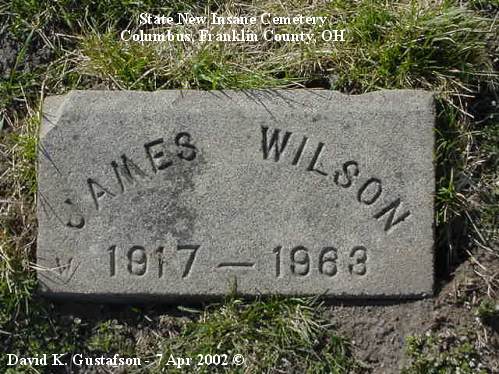 State New Insane Cemetery
Columbus, Franklin County, OH
JAMES WILSON
W 1917 - 1963
David K. Gustafson - 7 Apr 2002 ©